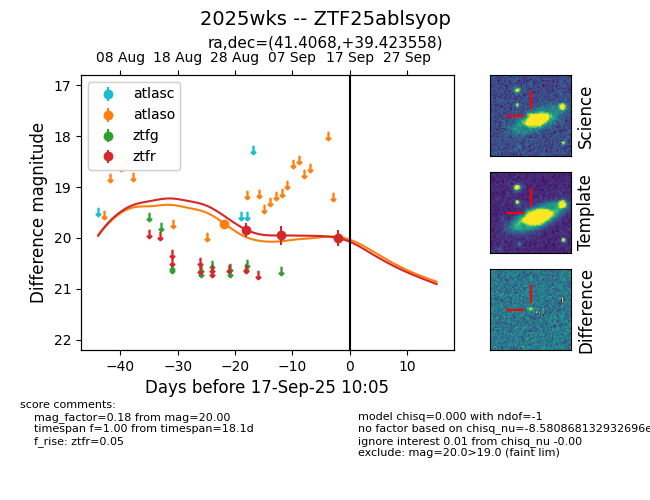 2025wks -- ZTF25ablsyop
ra,dec=(41.4068,+39.423558)
08 Aug 18 Aug 28 Aug 07 Sep 17 Sep 27 Sep
atlasc
atlaso
ztfg
ztfr
17
18
19
20
21
22
Difference magnitude
−40 −30 −20 −10 0 10
Days before 17-Sep-25 10:05
Science
Template
Difference
score comments:
mag_factor=0.18 from mag=20.00
timespan f=1.00 from timespan=18.1d
f_rise: ztfr=0.05
model chisq=0.000 with ndof=-1
no factor based on chisq_nu=-8.580868132932696e
ignore interest 0.01 from chisq_nu -0.00
exclude: mag=20.0>19.0 (faint lim)